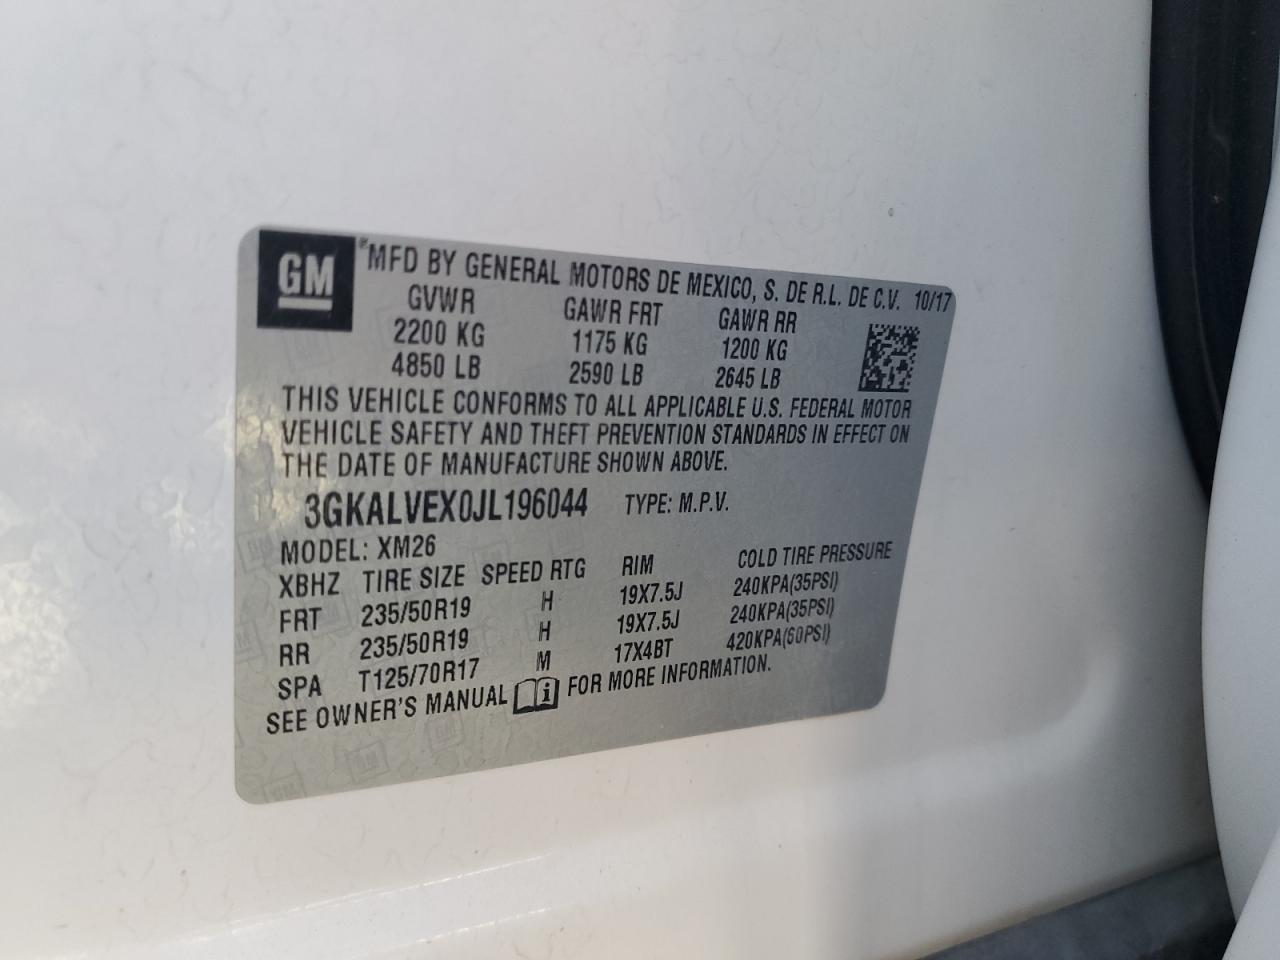 GM ® MFD BY GENERAL MOTORS DE MEXICO, S. DE R.L. DE C.V. 10/17
GVWR GAWR FRT GAWR RR
2200 KG 1175 KG 1200 KG
4850 LB 2590 LB 2645 LB
THIS VEHICLE CONFORMS TO ALL APPLICABLE U.S. FEDERAL MOTOR
VEHICLE SAFETY AND THEFT PREVENTION STANDARDS IN EFFECT ON
THE DATE OF MANUFACTURE SHOWN ABOVE.
3GKALVEX0JL196044 TYPE: M.P.V.
MODEL: XM26
XBHZ TIRE SIZE SPEED RTG RIM COLD TIRE PRESSURE
FRT 235/50R19 H 19X7.5J 240KPA(35PSI)
RR 235/50R19 H 19X7.5J 240KPA(35PSI)
SPA T125/70R17 M 17X4BT 420KPA(60PSI)
SEE OWNER'S MANUAL i FOR MORE INFORMATION.